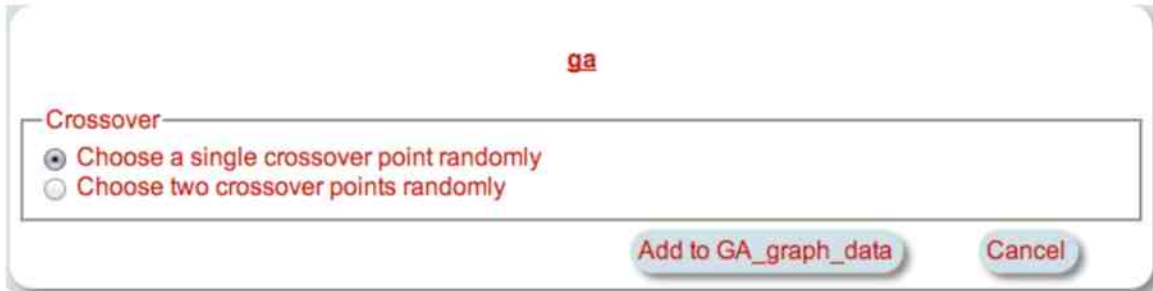 ga
Crossover
Choose a single crossover point randomly
Choose two crossover points randomly
Add to GA_graph_data Cancel